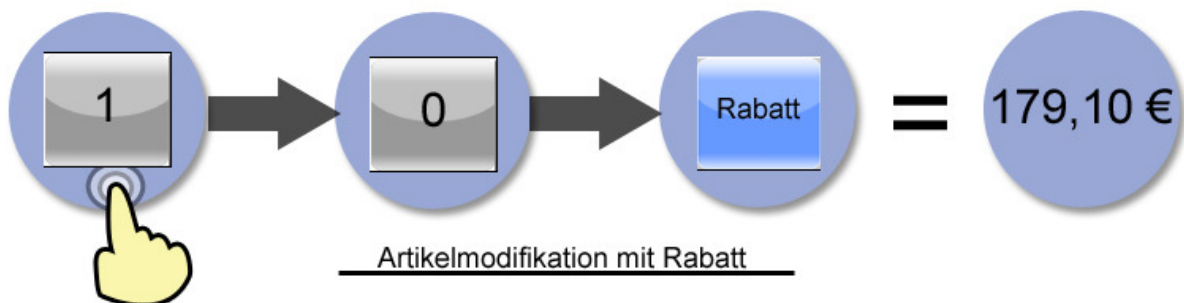 1 0 Rabatt = 179,10 €
Artikelmodifikation mit Rabatt